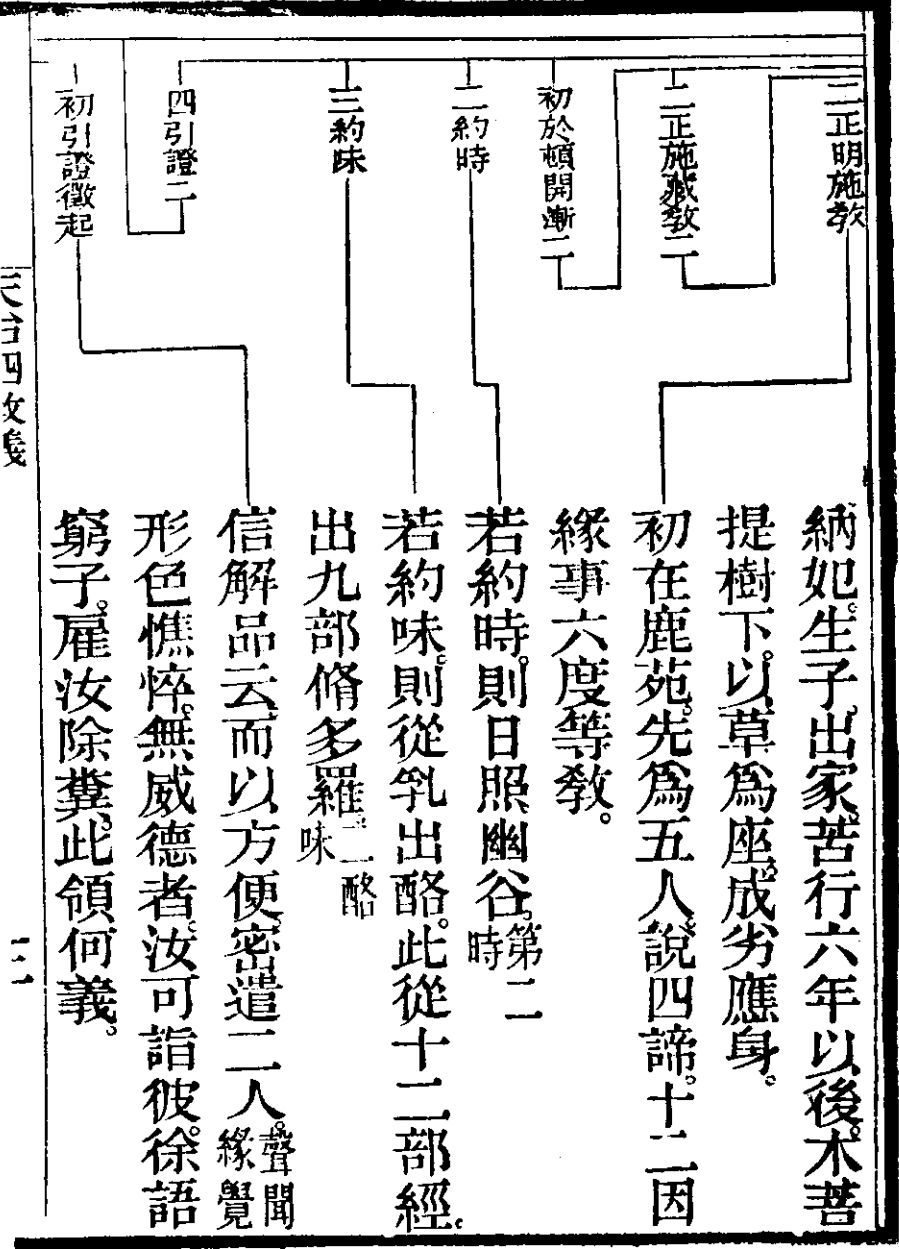 二正明施教
二正施藏教二
初於頓開漸二
二約時
三約味
四引證二
初引證徵起
納妃。生子。出家。苦行六年以後。木菩
提樹下。以草爲座。成劣應身。
初在鹿苑。先爲五人。說四諦。十二因
緣事六度等教。
若約時。則日照幽谷。第二時
若約味。則從乳出酪。此從十二部經。
出九部脩多羅。二酪味
信解品云。而以方便。密遣二人。聲聞緣覺
形色憔悴。無威德者。汝可詣彼。徐語
窮子。雇汝除糞。此領何義。
天台四教儀